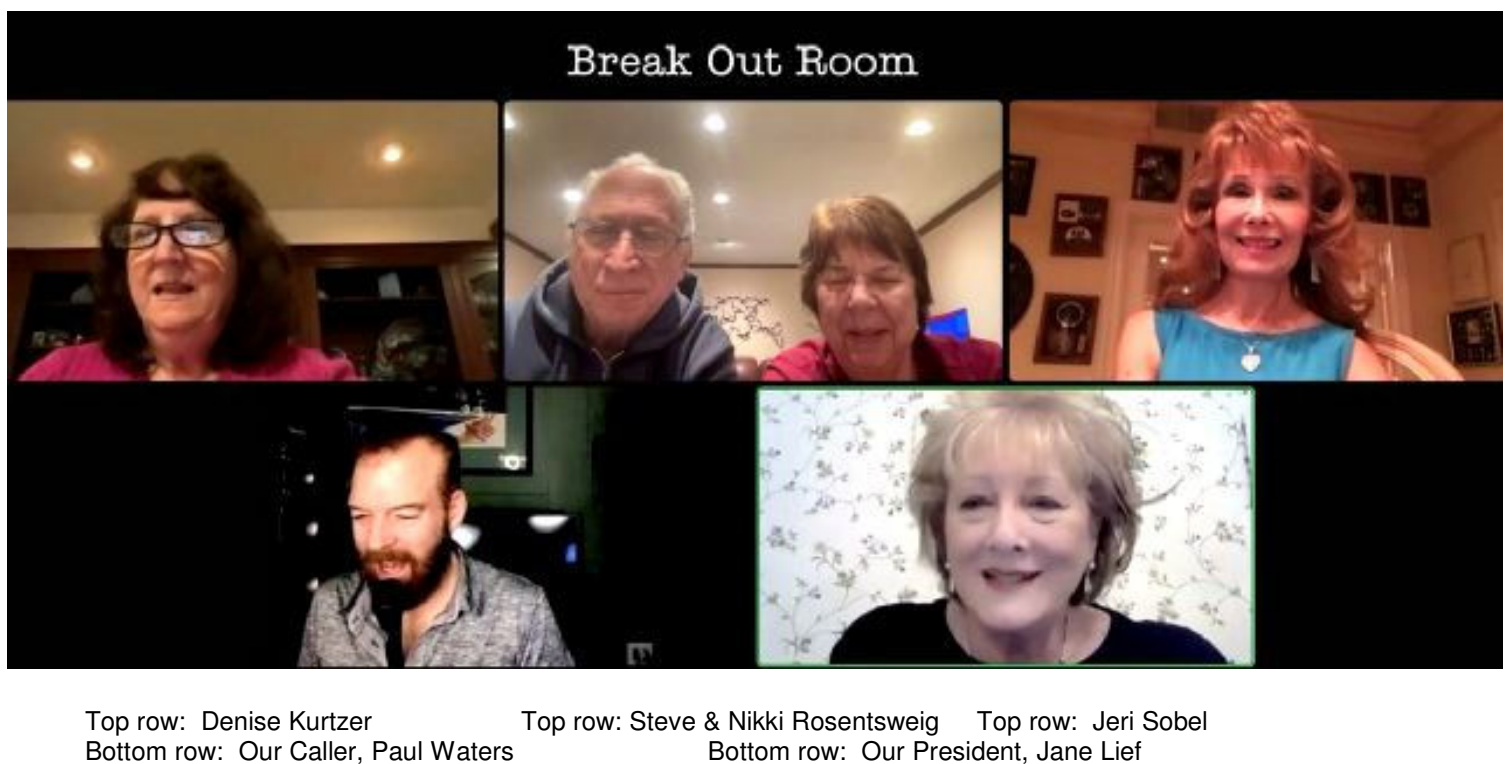 Break Out Room
Top row:  Denise Kurtzer Top row: Steve & Nikki Rosentsweig Top row:  Jeri Sobel
Bottom row:  Our Caller, Paul Waters Bottom row:  Our President, Jane Lief